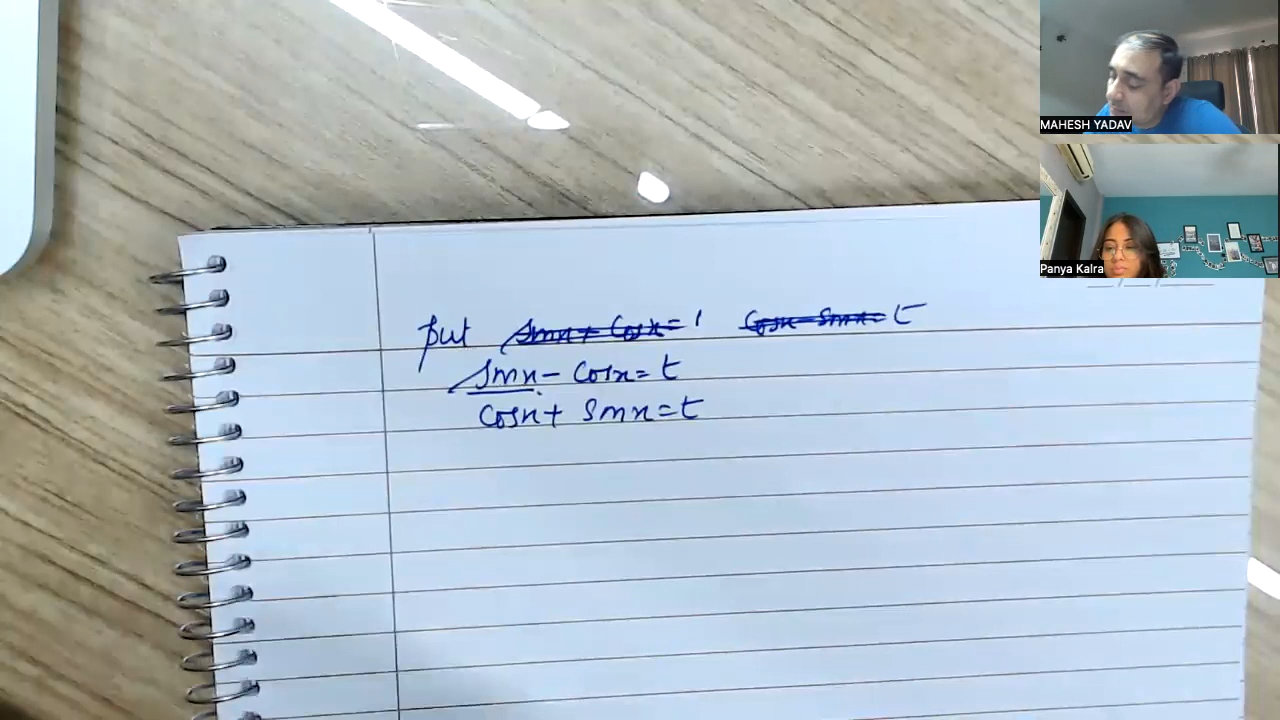 put sinx + cosx = 1 cosx - sinx = t
sinx - cosx = t
cosx + sinx = t
MAHESH YADAV
Panya Kalra